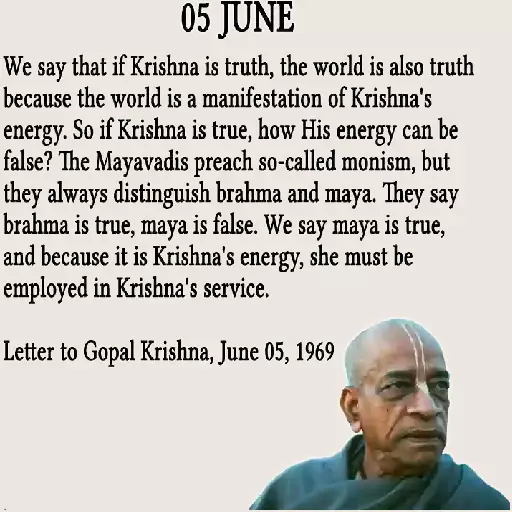 05 JUNE
We say that if Krishna is truth, the world is also truth
because the world is a manifestation of Krishna's
energy. So if Krishna is true, how His energy can be
false? The Mayavadis preach so-called monism, but
they always distinguish brahma and maya. They say
brahma is true, maya is false. We say maya is true,
and because it is Krishna's energy, she must be
employed in Krishna's service.
Letter to Gopal Krishna, June 05, 1969